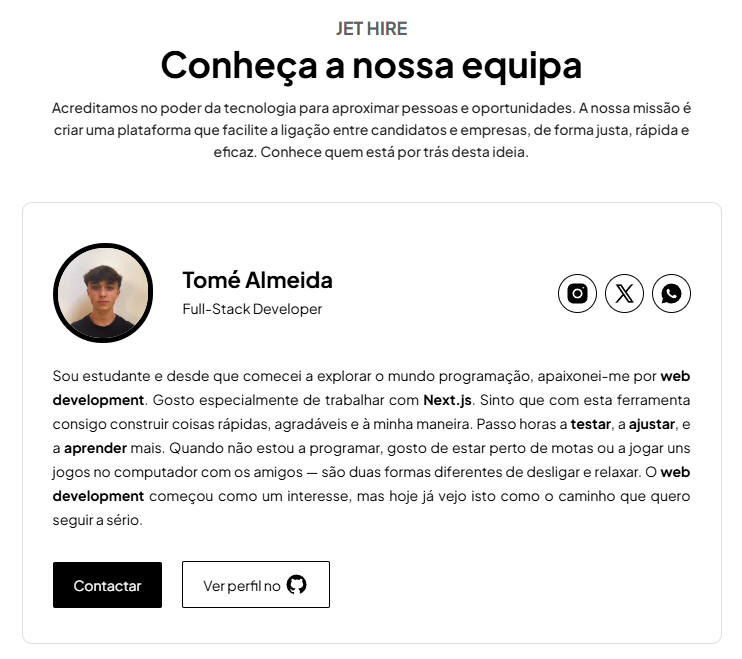 JET HIRE
Conheça a nossa equipa
Acreditamos no poder da tecnologia para aproximar pessoas e oportunidades. A nossa missão é
criar uma plataforma que facilite a ligação entre candidatos e empresas, de forma justa, rápida e
eficaz. Conhece quem está por trás desta ideia.
Tomé Almeida
Full-Stack Developer
Sou estudante e desde que comecei a explorar o mundo programação, apaixonei-me por web
development. Gosto especialmente de trabalhar com Next.js. Sinto que com esta ferramenta
consigo construir coisas rápidas, agradáveis e à minha maneira. Passo horas a testar, a ajustar, e
a aprender mais. Quando não estou a programar, gosto de estar perto de motas ou a jogar uns
jogos no computador com os amigos — são duas formas diferentes de desligar e relaxar. O web
development começou como um interesse, mas hoje já vejo isto como o caminho que quero
seguir a sério.
Contactar
Ver perfil no